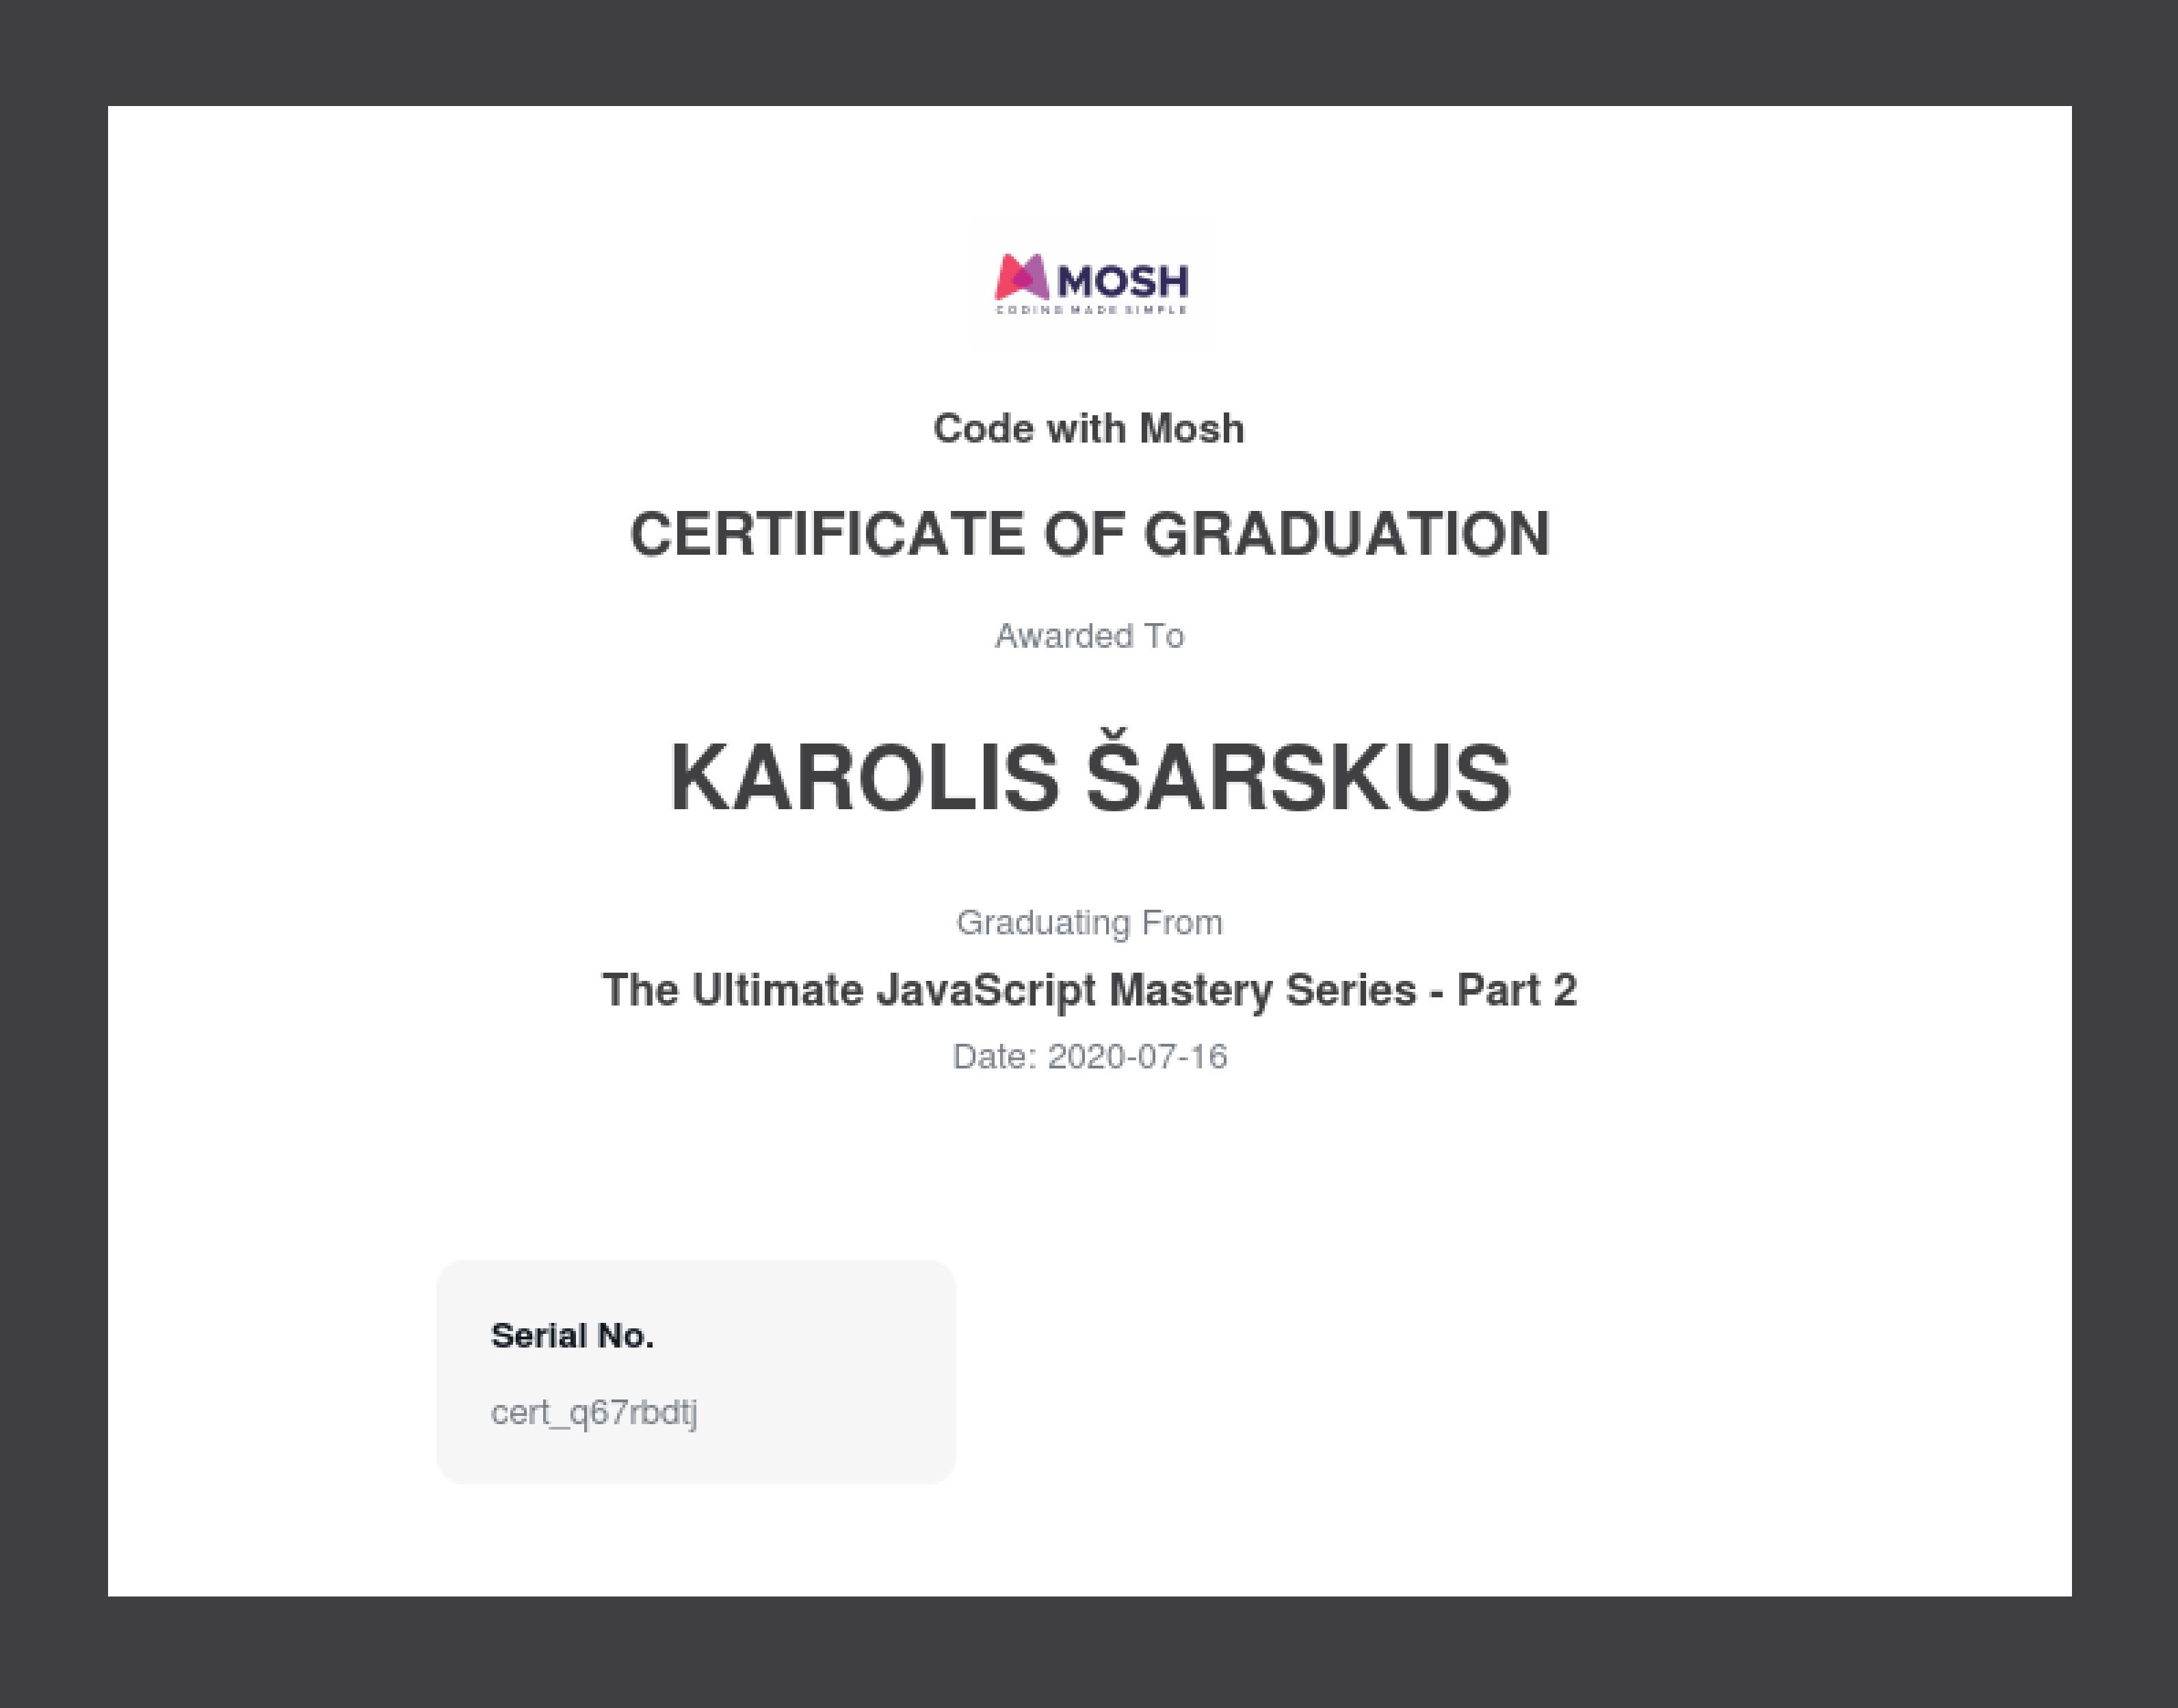 MOSH
CODING MADE SIMPLE
Code with Mosh
CERTIFICATE OF GRADUATION
Awarded To
KAROLIS ŠARSKUS
Graduating From
The Ultimate JavaScript Mastery Series - Part 2
Date: 2020-07-16
Serial No.
cert_q67rbdtj